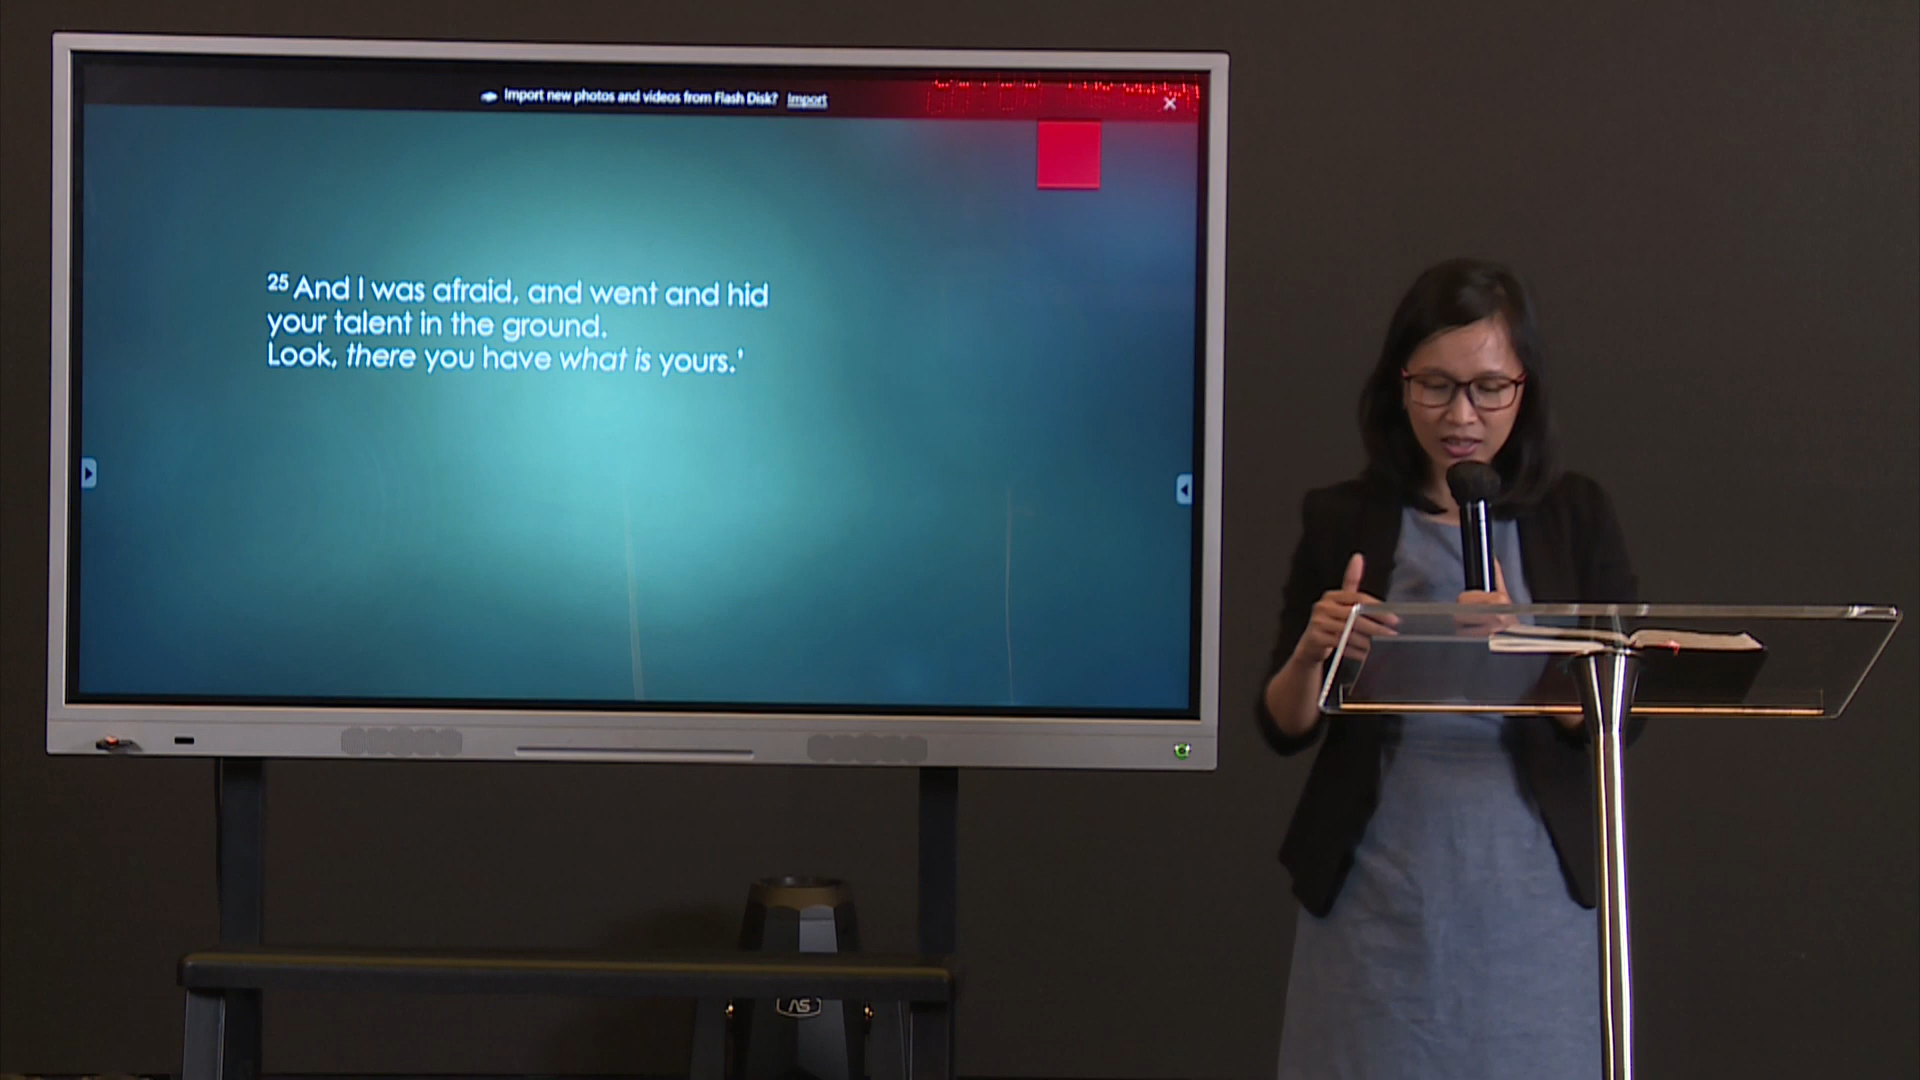 Import new photos and videos from Flash Disk? Import
25 And I was afraid, and went and hid
your talent in the ground.
Look, there you have what is yours.'
AS